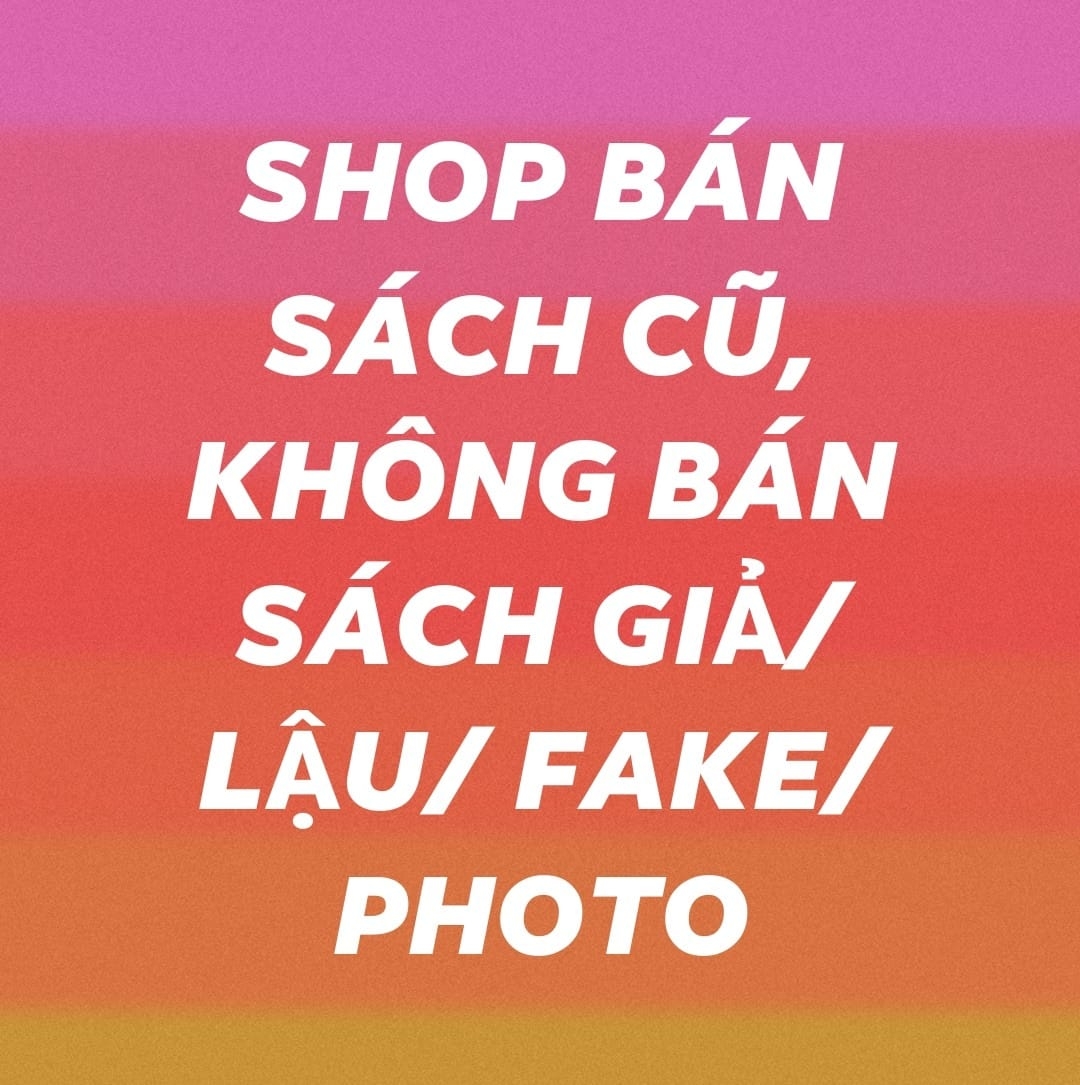 SHOP BÁN
SÁCH CŨ,
KHÔNG BÁN
SÁCH GIẢ/
LẬU/ FAKE/
PHOTO